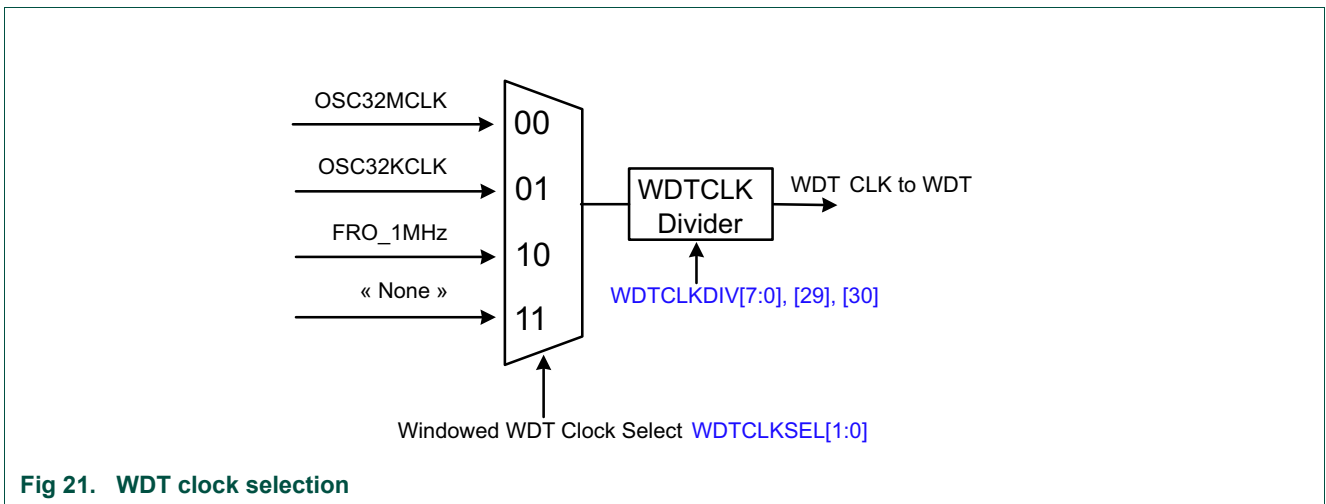 OSC32MCLK
00
OSC32KCLK
01
WDTCLK
Divider
WDT CLK to WDT
FRO_1MHz
10
« None »
11
WDTCLKDIV[7:0], [29], [30]
Windowed WDT Clock Select WDTCLKSEL[1:0]
Fig 21. WDT clock selection